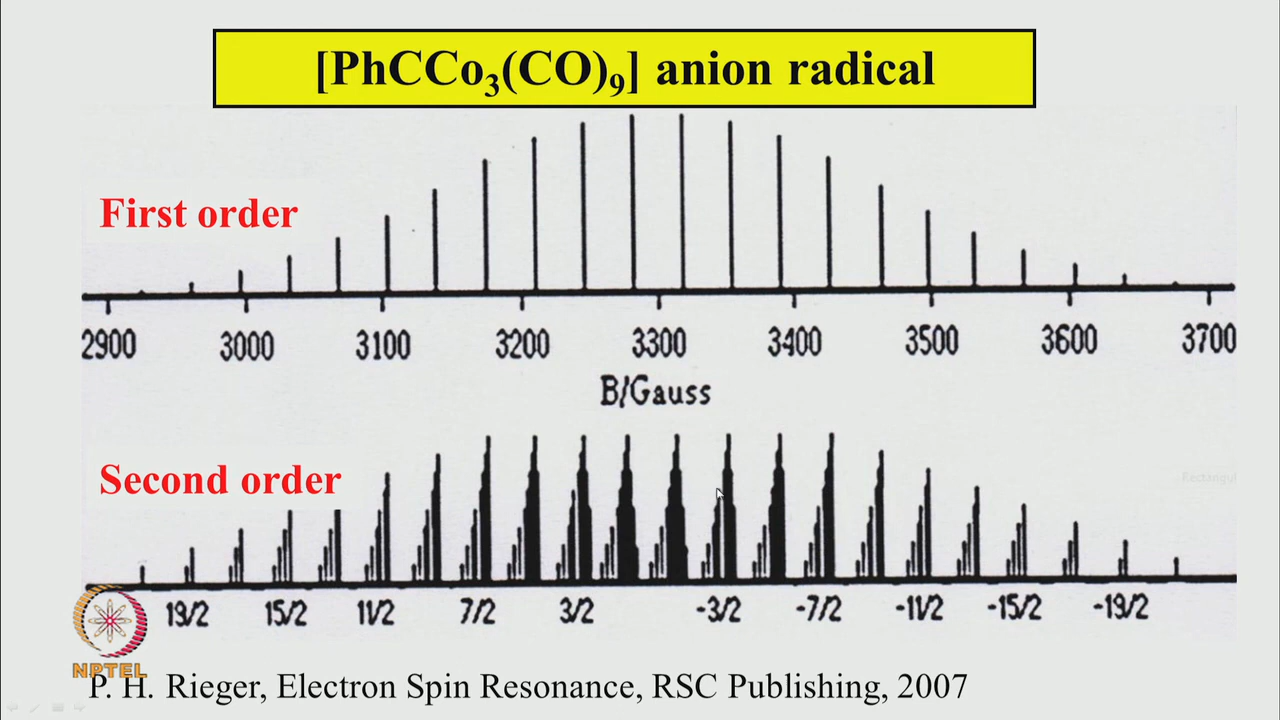 [PhCCo₃(CO)₉] anion radical
First order
2900 3000 3100 3200 3300 3400 3500 3600 3700
B/Gauss
Second order
Rectangul
19/2 15/2 11/2 7/2 3/2 -3/2 -7/2 -11/2 -15/2 -19/2
NPTEL
P. H. Rieger, Electron Spin Resonance, RSC Publishing, 2007